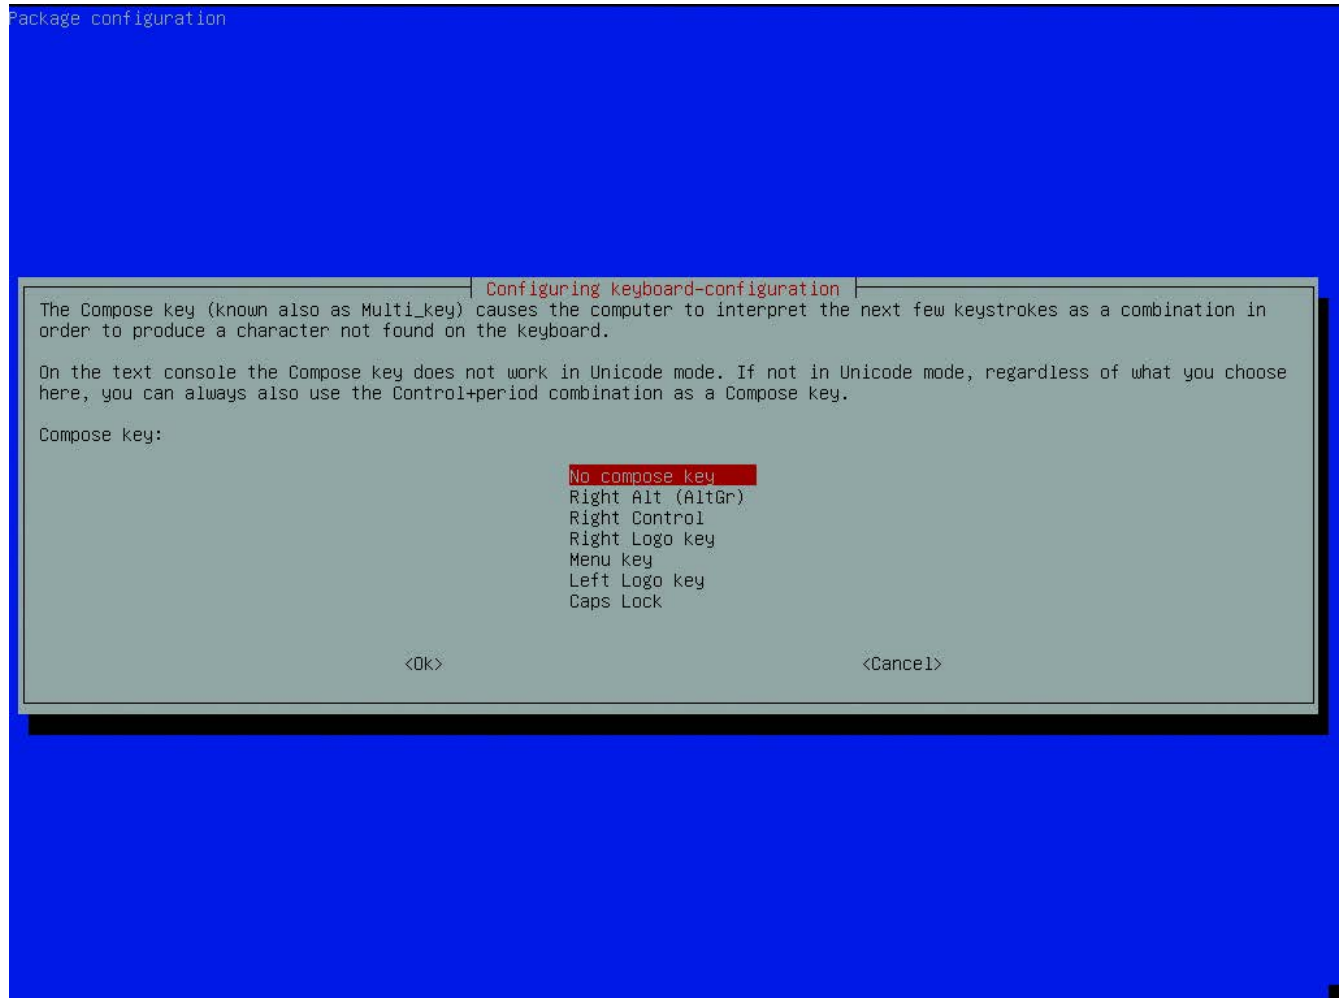 Package configuration
Configuring keyboard-configuration
The Compose key (known also as Multi_key) causes the computer to interpret the next few keystrokes as a combination in
order to produce a character not found on the keyboard.
On the text console the Compose key does not work in Unicode mode. If not in Unicode mode, regardless of what you choose
here, you can always also use the Control+period combination as a Compose key.
Compose key:
No compose key
Right Alt (AltGr)
Right Control
Right Logo key
Menu key
Left Logo key
Caps Lock
<Ok> <Cancel>